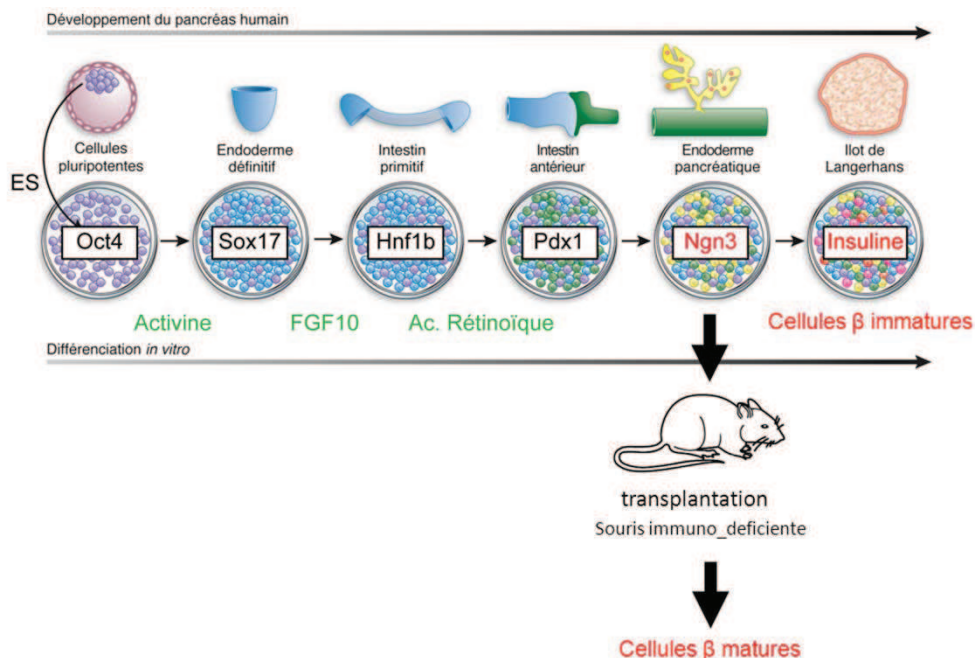 Développement du pancréas humain
Cellules
pluripotentes
Endoderme
définitif
Intestin
primitif
Intestin
antérieur
Endoderme
pancréatique
Ilot de
Langerhans
ES
Oct4
Sox17
Hnf1b
Pdx1
Ngn3
Insuline
Activine
FGF10
Ac. Rétinoïque
Cellules β immatures
Différenciation in vitro
transplantation
Souris immuno_deficiente
Cellules β matures